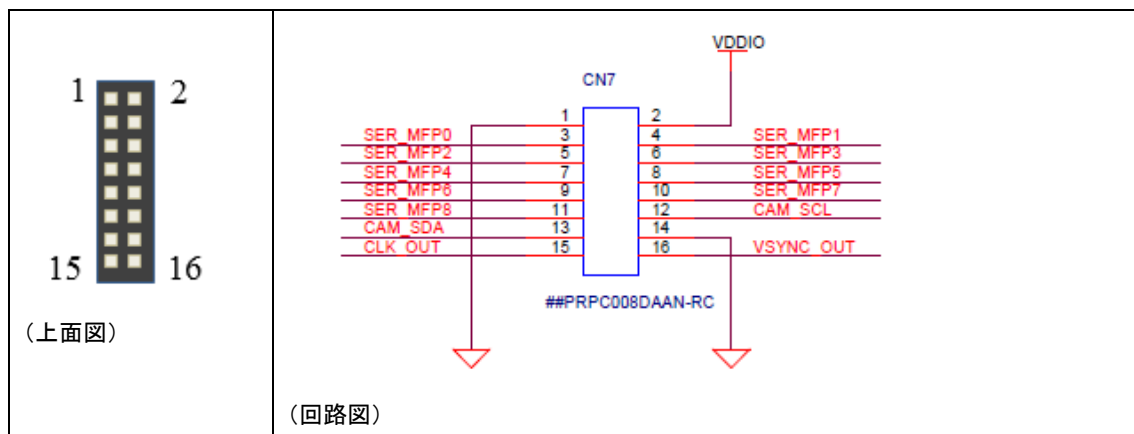 1 2
15 16
（上面図）
VDDIO
CN7
1 2
SER_MFP0 3 4 SER_MFP1
SER_MFP2 5 6 SER_MFP3
SER_MFP4 7 8 SER_MFP5
SER_MFP6 9 10 SER_MFP7
SER_MFP8 11 12 CAM_SCL
CAM_SDA 13 14
CLK_OUT 15 16 VSYNC_OUT
##PRPC008DAAN-RC
（回路図）